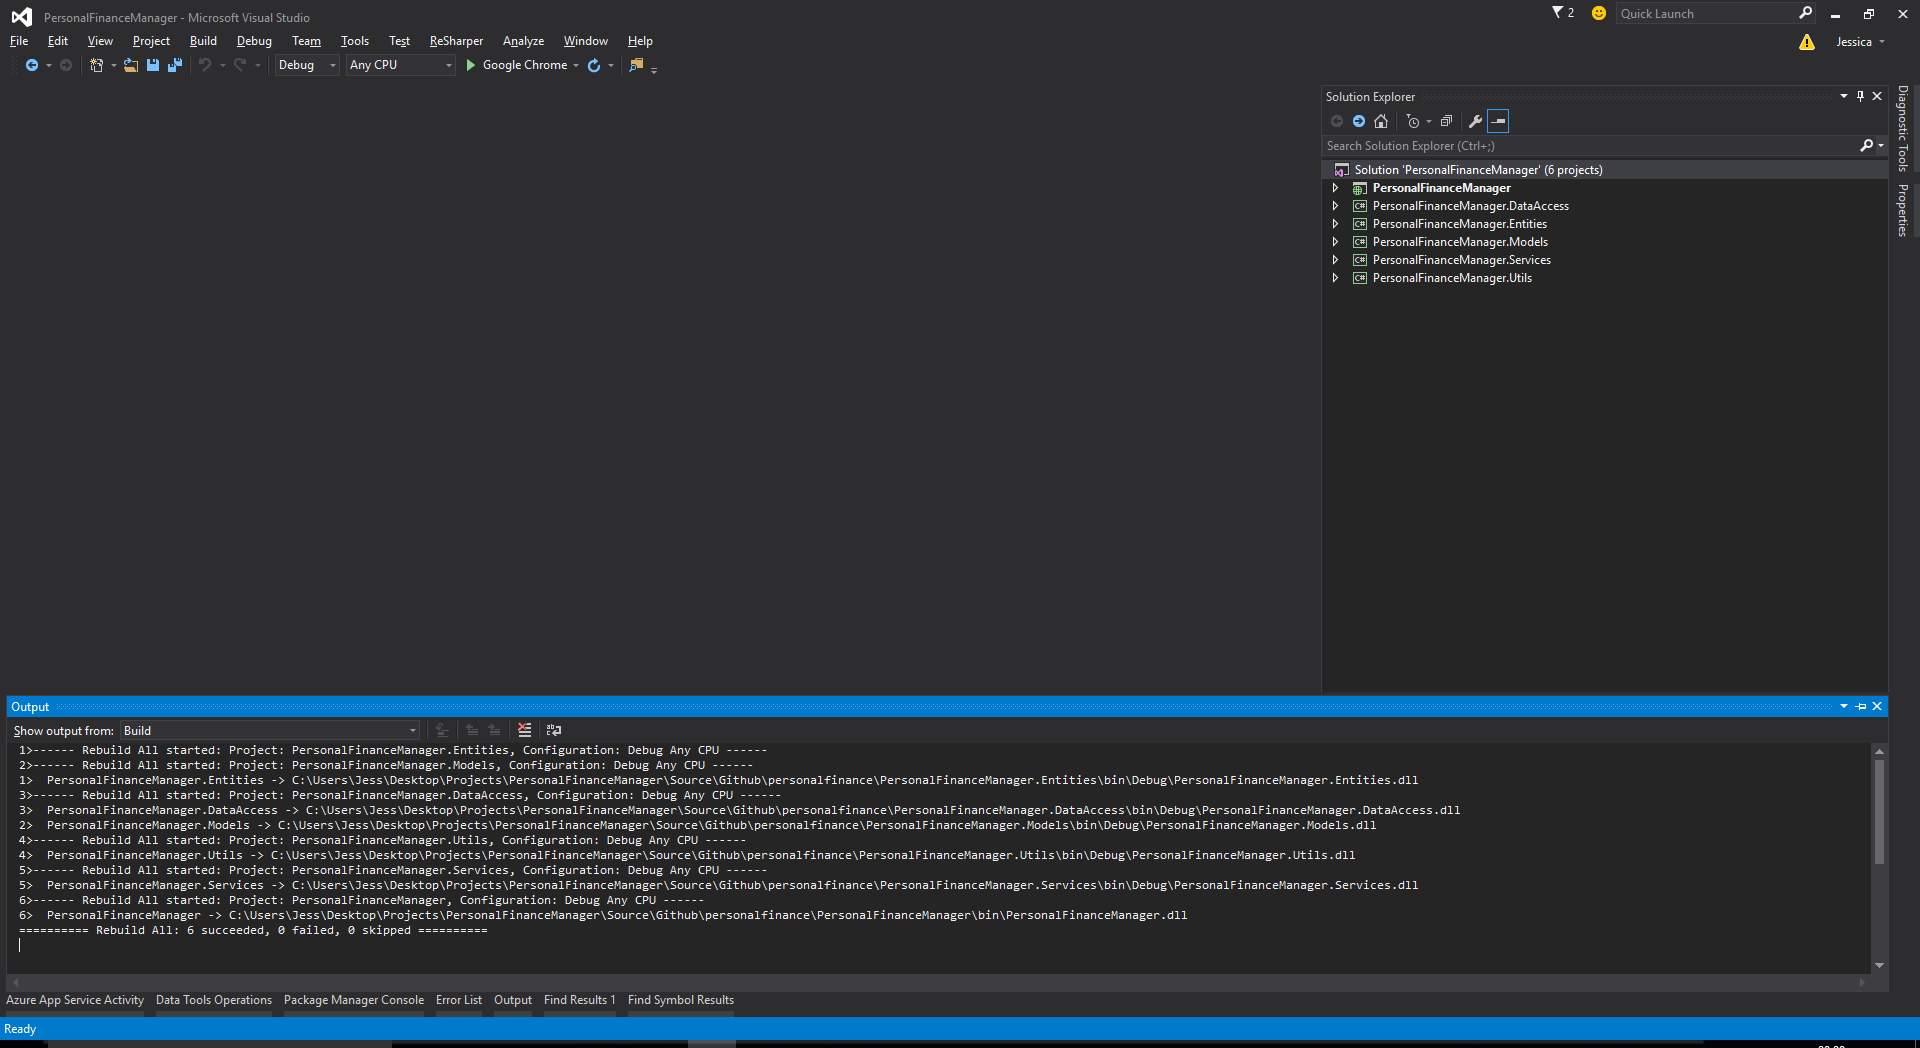 PersonalFinanceManager - Microsoft Visual Studio
2
Quick Launch
File Edit View Project Build Debug Team Tools Test ReSharper Analyze Window Help
Jessica
Debug Any CPU Google Chrome
Solution Explorer
Search Solution Explorer (Ctrl+;)
Solution 'PersonalFinanceManager' (6 projects)
PersonalFinanceManager
C# PersonalFinanceManager.DataAccess
C# PersonalFinanceManager.Entities
C# PersonalFinanceManager.Models
C# PersonalFinanceManager.Services
C# PersonalFinanceManager.Utils
Diagnostic Tools
Properties
Output
Show output from: Build
1>------ Rebuild All started: Project: PersonalFinanceManager.Entities, Configuration: Debug Any CPU ------
2>------ Rebuild All started: Project: PersonalFinanceManager.Models, Configuration: Debug Any CPU ------
1>  PersonalFinanceManager.Entities -> C:\Users\Jess\Desktop\Projects\PersonalFinanceManager\Source\Github\personalfinance\PersonalFinanceManager.Entities\bin\Debug\PersonalFinanceManager.Entities.dll
3>------ Rebuild All started: Project: PersonalFinanceManager.DataAccess, Configuration: Debug Any CPU ------
3>  PersonalFinanceManager.DataAccess -> C:\Users\Jess\Desktop\Projects\PersonalFinanceManager\Source\Github\personalfinance\PersonalFinanceManager.DataAccess\bin\Debug\PersonalFinanceManager.DataAccess.dll
2>  PersonalFinanceManager.Models -> C:\Users\Jess\Desktop\Projects\PersonalFinanceManager\Source\Github\personalfinance\PersonalFinanceManager.Models\bin\Debug\PersonalFinanceManager.Models.dll
4>------ Rebuild All started: Project: PersonalFinanceManager.Utils, Configuration: Debug Any CPU ------
4>  PersonalFinanceManager.Utils -> C:\Users\Jess\Desktop\Projects\PersonalFinanceManager\Source\Github\personalfinance\PersonalFinanceManager.Utils\bin\Debug\PersonalFinanceManager.Utils.dll
5>------ Rebuild All started: Project: PersonalFinanceManager.Services, Configuration: Debug Any CPU ------
5>  PersonalFinanceManager.Services -> C:\Users\Jess\Desktop\Projects\PersonalFinanceManager\Source\Github\personalfinance\PersonalFinanceManager.Services\bin\Debug\PersonalFinanceManager.Services.dll
6>------ Rebuild All started: Project: PersonalFinanceManager, Configuration: Debug Any CPU ------
6>  PersonalFinanceManager -> C:\Users\Jess\Desktop\Projects\PersonalFinanceManager\Source\Github\personalfinance\PersonalFinanceManager\bin\PersonalFinanceManager.dll
========== Rebuild All: 6 succeeded, 0 failed, 0 skipped ==========
Azure App Service Activity Data Tools Operations Package Manager Console Error List Output Find Results 1 Find Symbol Results
Ready